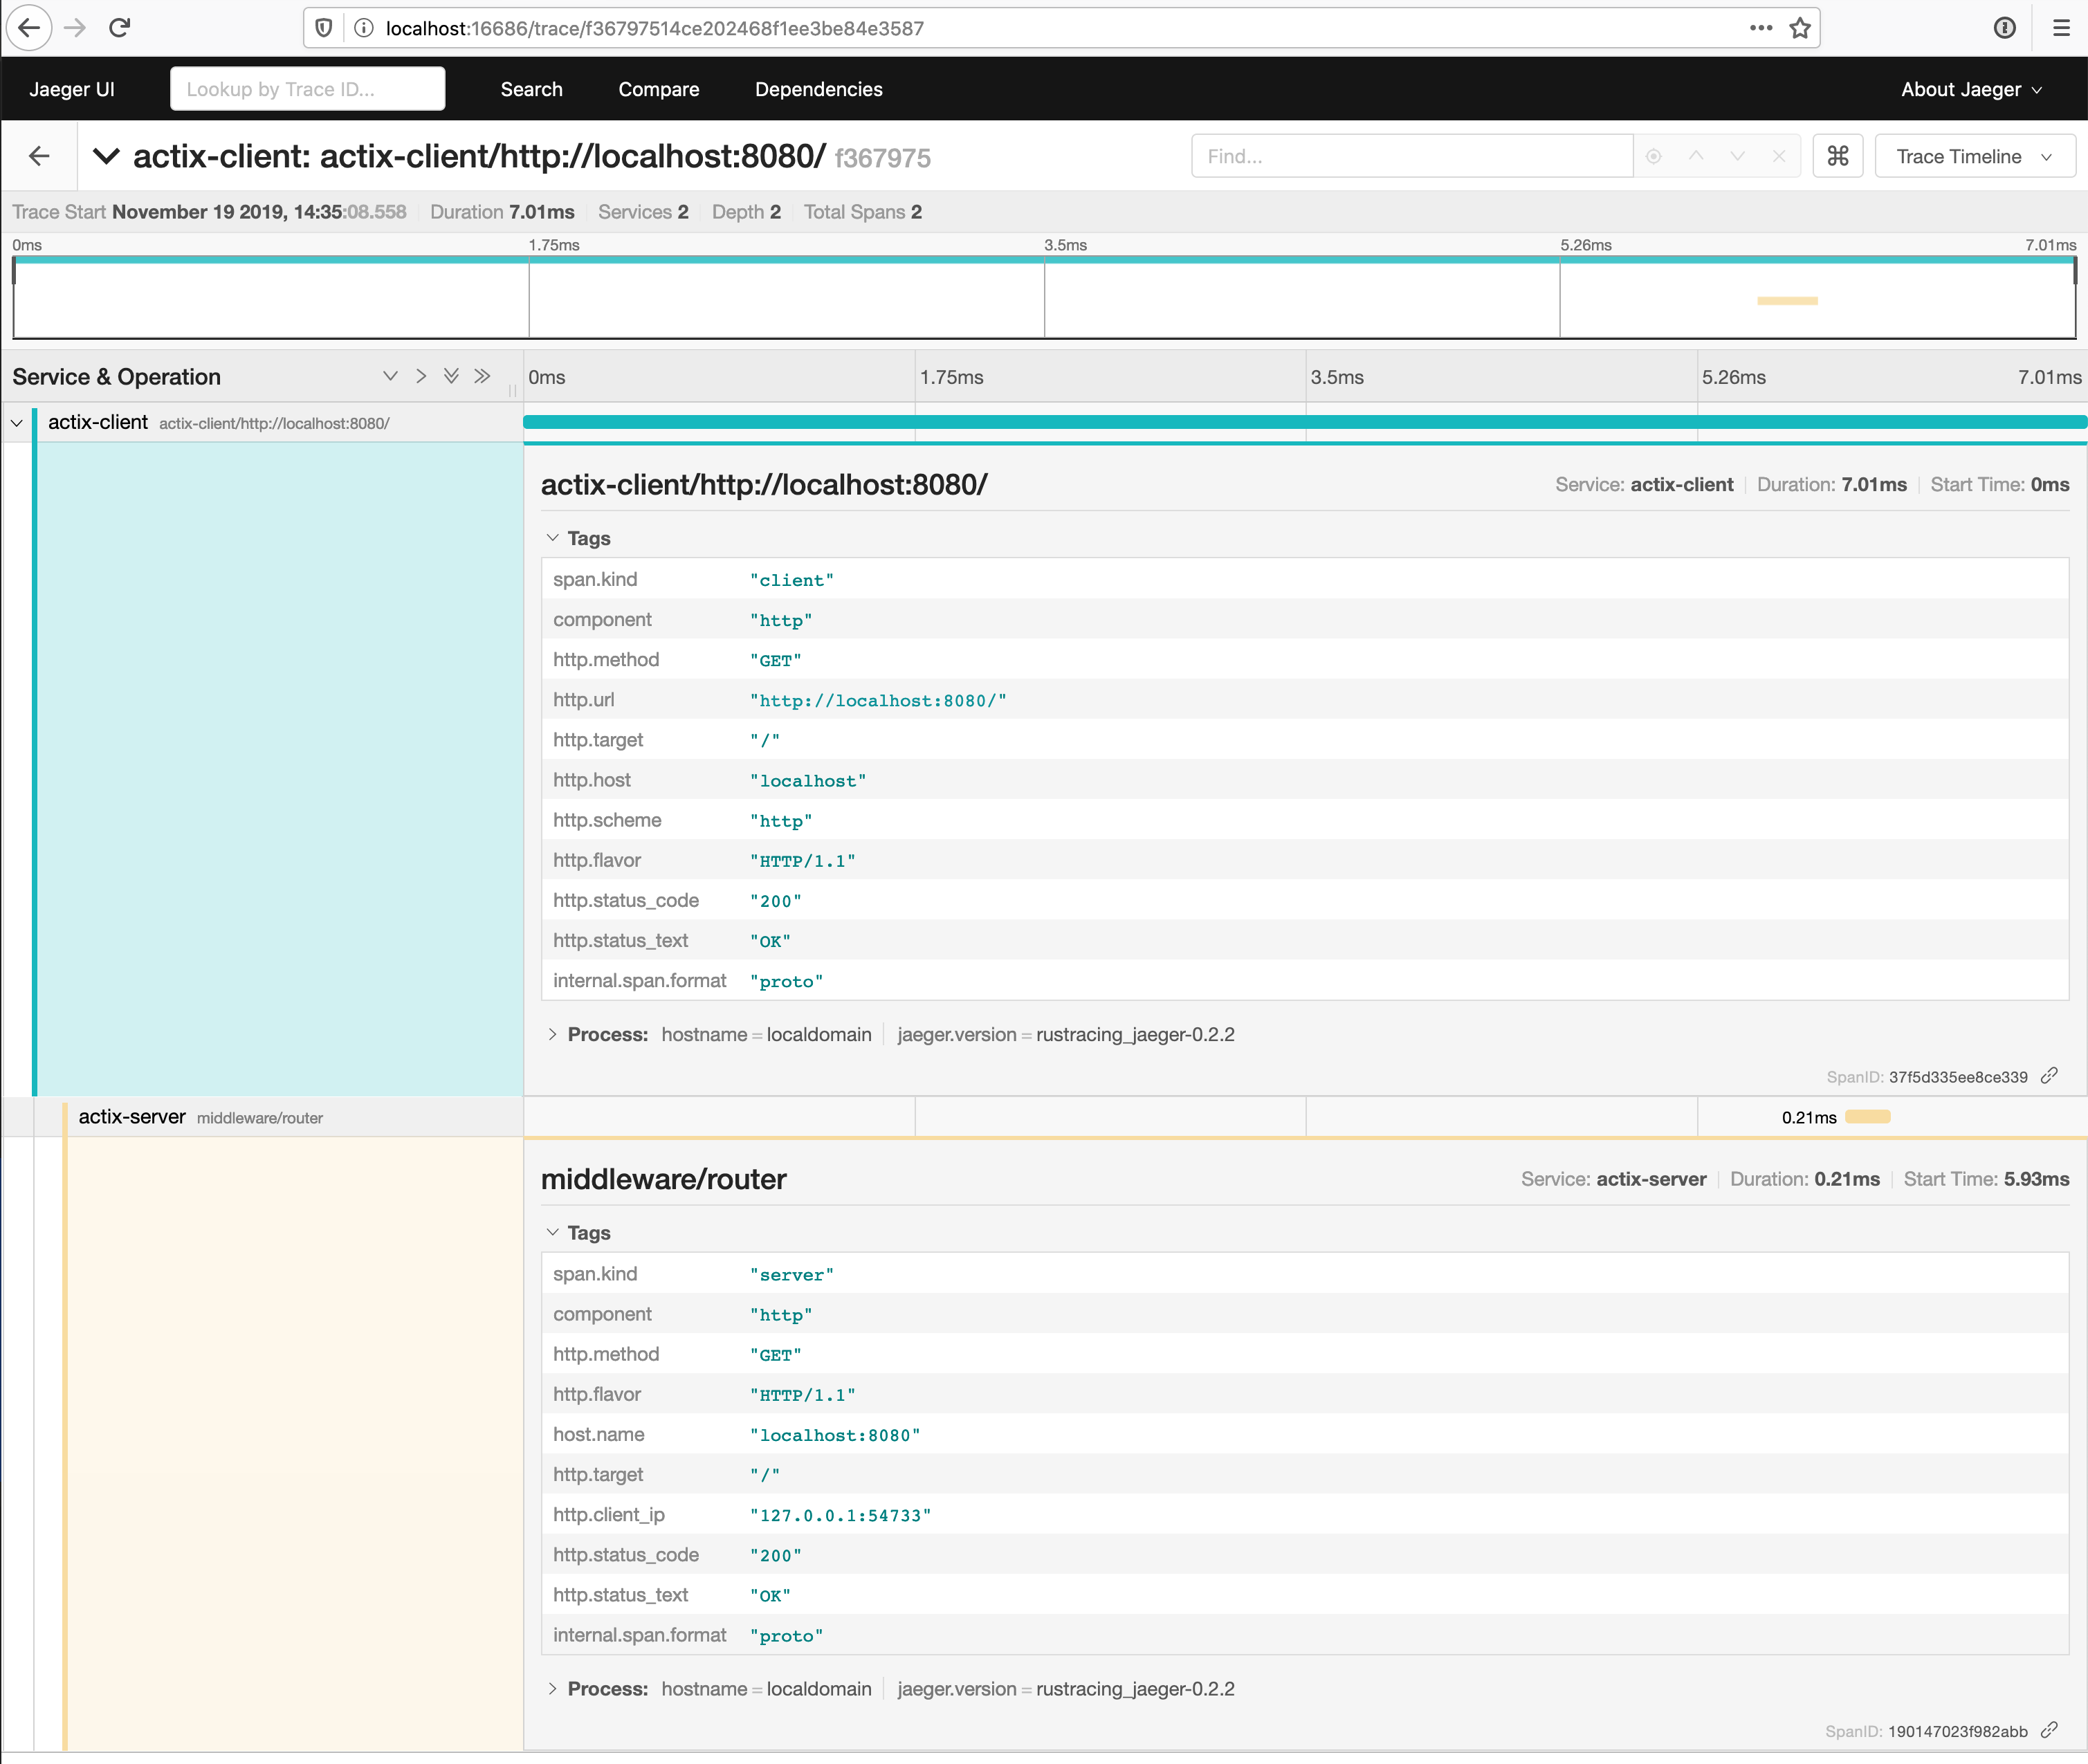 localhost:16686/trace/f36797514ce202468f1ee3be84e3587
Jaeger UI Lookup by Trace ID... Search Compare Dependencies About Jaeger
actix-client: actix-client/http://localhost:8080/ f367975 Find... ⌘ Trace Timeline
Trace Start November 19 2019, 14:35:08.558 Duration 7.01ms Services 2 Depth 2 Total Spans 2
0ms 1.75ms 3.5ms 5.26ms 7.01ms
Service & Operation 0ms 1.75ms 3.5ms 5.26ms 7.01ms
actix-client actix-client/http://localhost:8080/
actix-client/http://localhost:8080/ Service: actix-client Duration: 7.01ms Start Time: 0ms
Tags
span.kind "client"
component "http"
http.method "GET"
http.url "http://localhost:8080/"
http.target "/"
http.host "localhost"
http.scheme "http"
http.flavor "HTTP/1.1"
http.status_code "200"
http.status_text "OK"
internal.span.format "proto"
Process: hostname = localdomain jaeger.version = rustracing_jaeger-0.2.2
SpanID: 37f5d335ee8ce339
actix-server middleware/router 0.21ms
middleware/router Service: actix-server Duration: 0.21ms Start Time: 5.93ms
Tags
span.kind "server"
component "http"
http.method "GET"
http.flavor "HTTP/1.1"
host.name "localhost:8080"
http.target "/"
http.client_ip "127.0.0.1:54733"
http.status_code "200"
http.status_text "OK"
internal.span.format "proto"
Process: hostname = localdomain jaeger.version = rustracing_jaeger-0.2.2
SpanID: 190147023f982abb